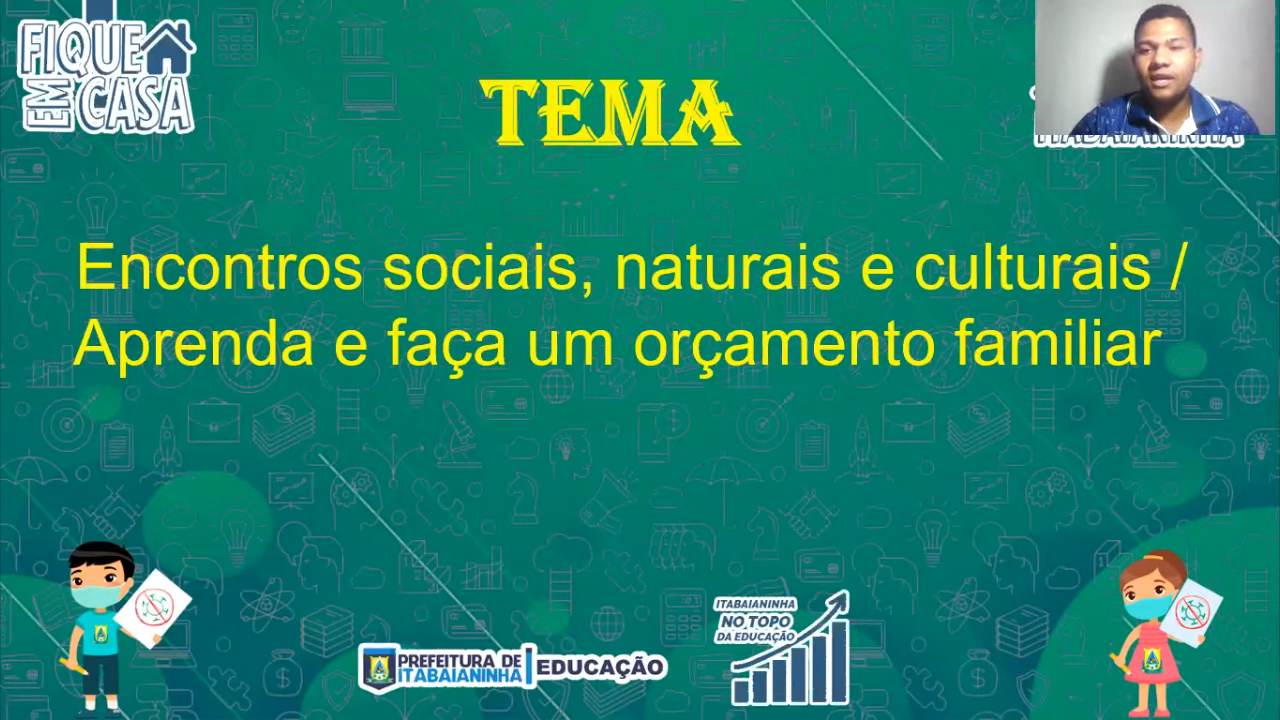 FIQUE
EM CASA
TEMA
Encontros sociais, naturais e culturais /
Aprenda e faça um orçamento familiar
ITABAIANINHA
NO TOPO
DA EDUCAÇÃO
PREFEITURA DE
ITABAIANINHA
EDUCAÇÃO